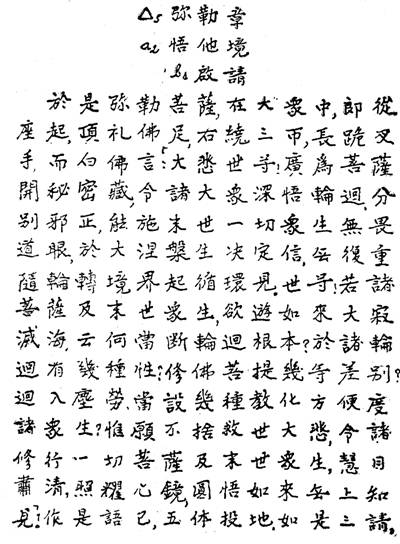 Δ5 弥勒章
a2 悟他境
b1 啟請
於是弥勒菩薩,在大衆中,即從
座起,頂礼佛足,右繞三帀,長跪叉
手,而白佛言:大悲世尊!廣為菩薩
開秘密藏,令諸大衆深悟輪迴,分
別邪正,能施末世一切衆生無畏
道眼,於大涅槃生决定信,無復重
隨輪轉境界,起循環見。世尊!若諸
菩薩及末世衆生,欲遊如來大寂
滅海,云何當斷輪迴根本?於諸輪
迴有幾種性?修佛菩提幾等差別?
迴入塵勞,當設幾種教化方便度
諸衆生?惟願不捨救世大悲,令諸
修行一切菩薩及末世衆生,慧目
肅清,照耀心鏡,圓悟如來無上知
見!作是語已,五体投地。如是三請,